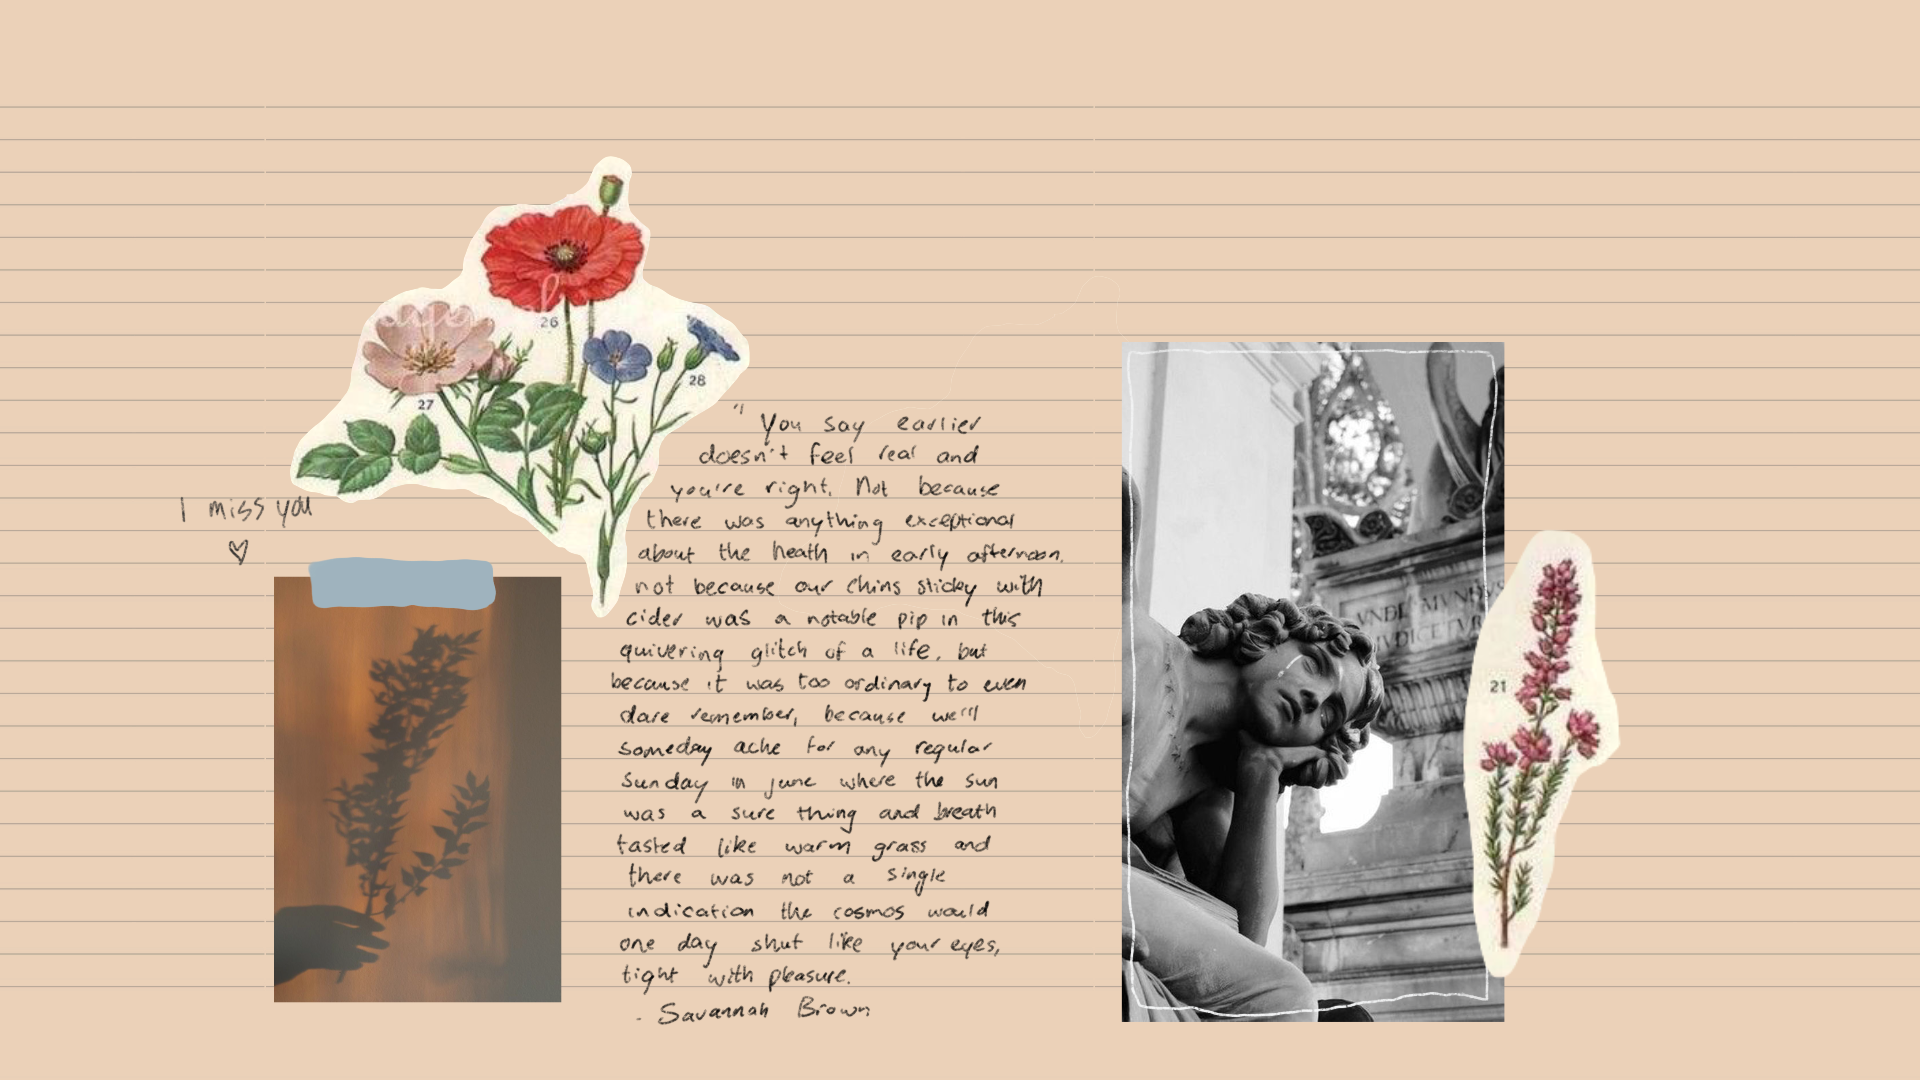 26
28
27
I miss you
" You say earlier
doesn't feel real and
you're right. Not because
there was anything exceptional
about the heath in early afternoon.
not because our chins sticky with
cider was a notable pip in this
quivering glitch of a life, but
because it was too ordinary to even
dare remember, because we'll
someday ache for any regular
Sunday in june where the sun
was a sure thing and breath
tasted like warm grass and
there was not a single
indication the cosmos would
one day shut like your eyes,
tight with pleasure.
- Savannah Brown
VNDE MVNDVS
IVDICETVR
21